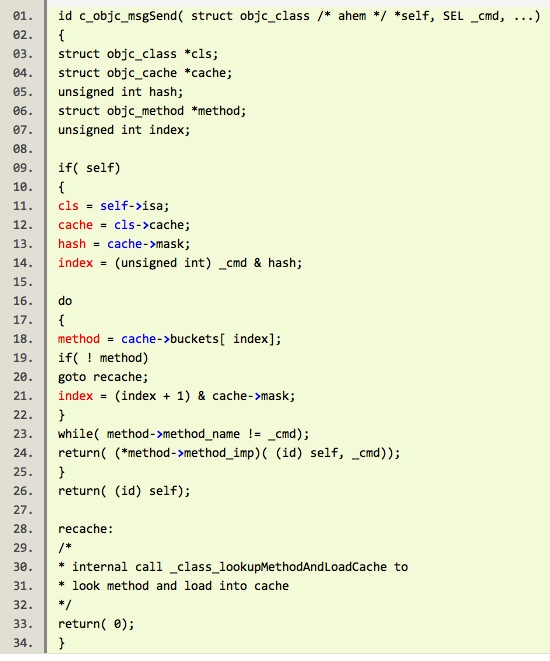 01. id c_objc_msgSend( struct objc_class /* ahem */ *self, SEL _cmd, ...)
02. {
03. struct objc_class *cls;
04. struct objc_cache *cache;
05. unsigned int hash;
06. struct objc_method *method;
07. unsigned int index;
08.
09. if( self)
10. {
11. cls = self->isa;
12. cache = cls->cache;
13. hash = cache->mask;
14. index = (unsigned int) _cmd & hash;
15.
16. do
17. {
18. method = cache->buckets[ index];
19. if( ! method)
20. goto recache;
21. index = (index + 1) & cache->mask;
22. }
23. while( method->method_name != _cmd);
24. return( (*method->method_imp)( (id) self, _cmd));
25. }
26. return( (id) self);
27.
28. recache:
29. /*
30. * internal call _class_lookupMethodAndLoadCache to
31. * look method and load into cache
32. */
33. return( 0);
34. }